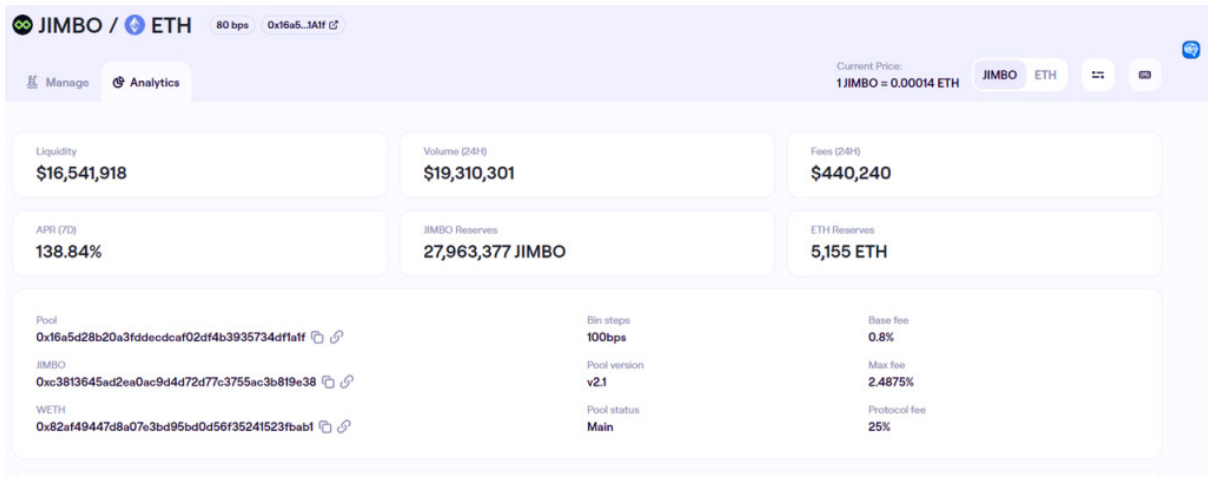 JIMBO / ETH 80 bps 0x16a5...1A1f
Manage Analytics
Current Price:
1 JIMBO = 0.00014 ETH
JIMBO ETH
Liquidity Volume (24H) Fees (24H)
$16,541,918 $19,310,301 $440,240
APR (7D) JIMBO Reserves ETH Reserves
138.84% 27,963,377 JIMBO 5,155 ETH
Pool Bin steps Base fee
0x16a5d28b20a3fddecdcaf02df4b3935734df1a1f 100bps 0.8%
JIMBO Pool version Max fee
0xc3813645ad2ea0ac9d4d72d77c3755ac3b819e38 v2.1 2.4875%
WETH Pool status Protocol fee
0x82af49447d8a07e3bd95bd0d56f35241523fbab1 Main 25%